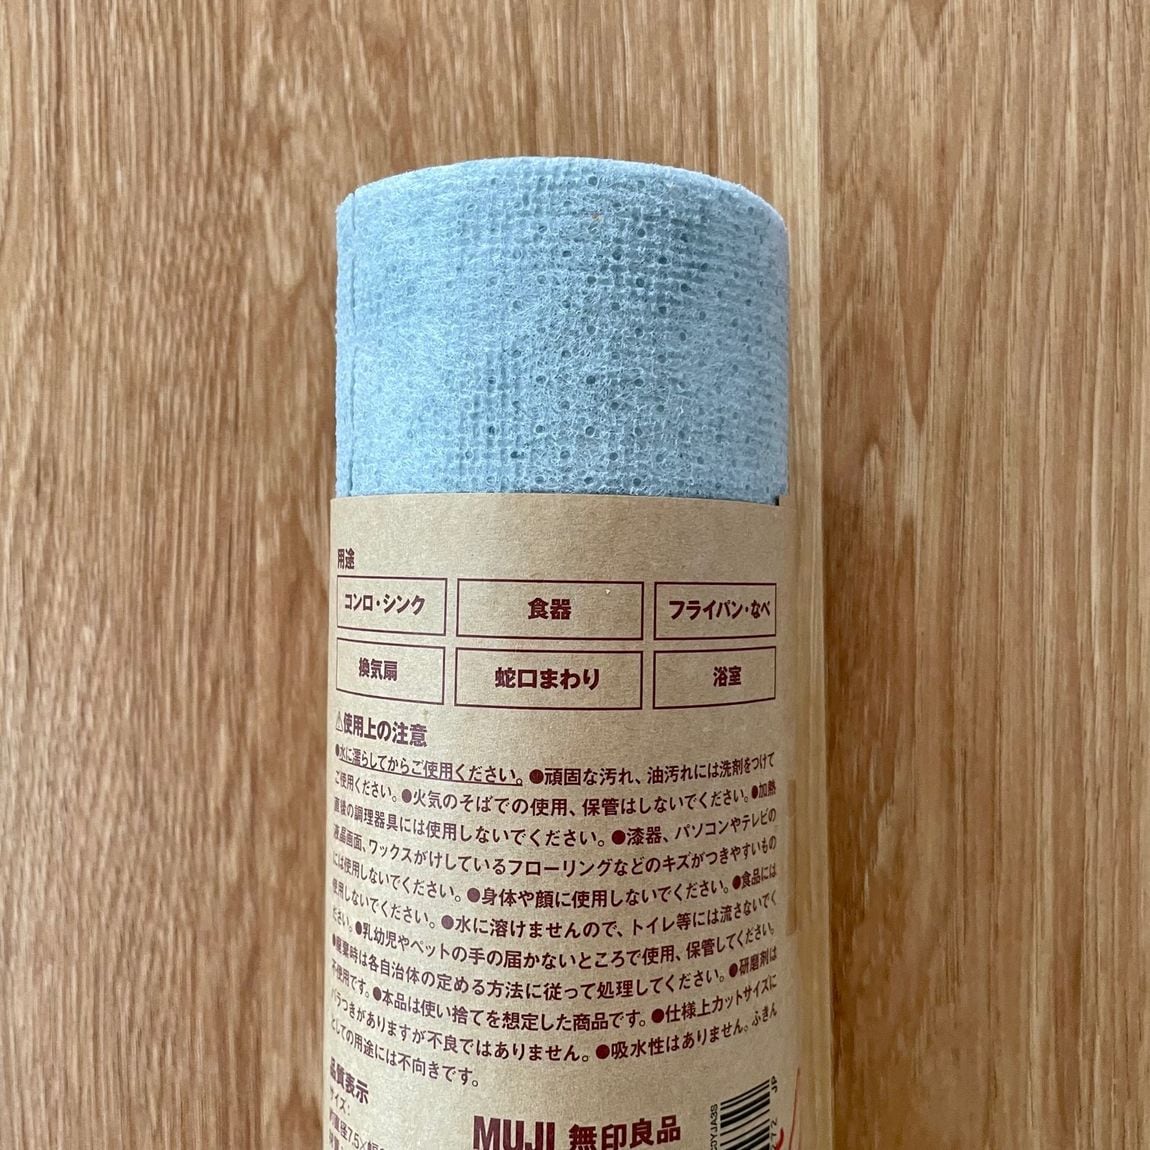 用途
コンロ・シンク
食器
フライパン・なべ
換気扇
蛇口まわり
浴室
⚠使用上の注意
●水に濡らしてからご使用ください。●頑固な汚れ、油汚れには洗剤をつけて
ご使用ください。●火気のそばでの使用、保管はしないでください。●加熱
直後の調理器具には使用しないでください。●漆器、パソコンやテレビの
液晶画面、ワックスがけしているフローリングなどのキズがつきやすいもの
には使用しないでください。●身体や顔に使用しないでください。●食品には
使用しないでください。●水に溶けませんので、トイレ等には流さないでく
ださい。●乳幼児やペットの手の届かないところで使用、保管してください。
●廃棄時は各自治体の定める方法に従って処理してください。●研磨剤は
不使用です。●本品は使い捨てを想定した商品です。●仕様上カットサイズに
バラつきがありますが不良ではありません。●吸水性はありません。ふきん
としての用途には不向きです。
品質表示
サイズ：
MUJI 無印良品
JP